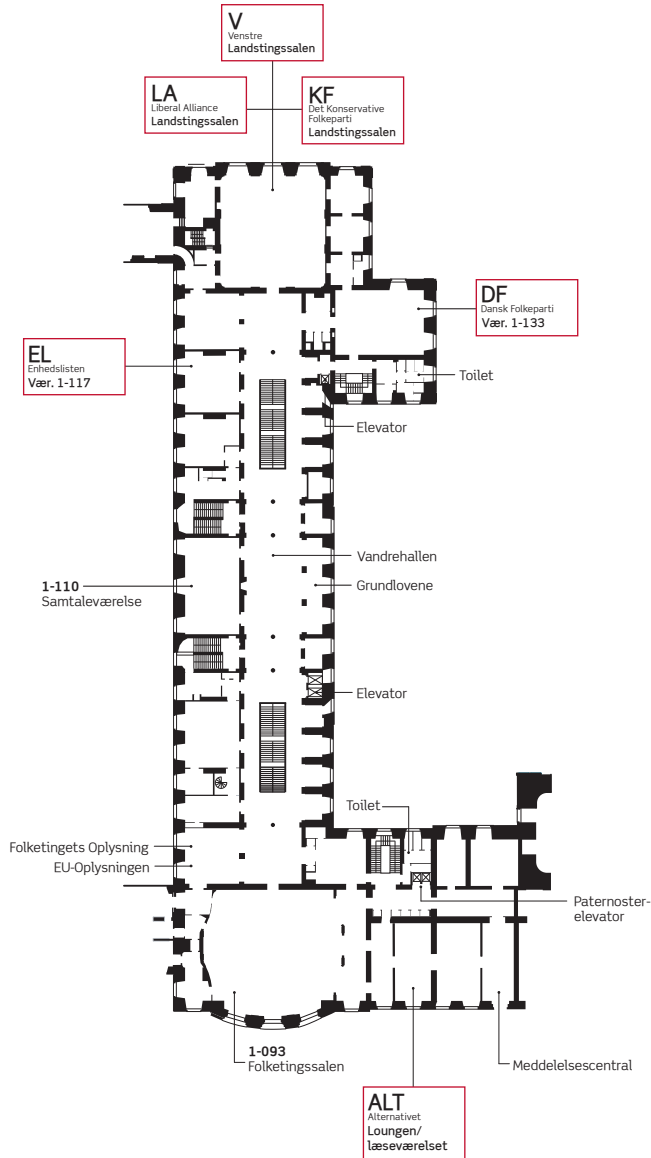 V
Venstre
Landstingssalen
LA
Liberal Alliance
Landstingssalen
KF
Det Konservative
Folkeparti
Landstingssalen
DF
Dansk Folkeparti
Vær. 1-133
EL
Enhedslisten
Vær. 1-117
Toilet
Elevator
Vandrehallen
1-110
Samtaleværelse
Grundlovene
Elevator
Toilet
Folketingets Oplysning
EU-Oplysningen
Paternoster-
elevator
1-093
Folketingssalen
Meddelelsescentral
ALT
Alternativet
Loungen/
læseværelset